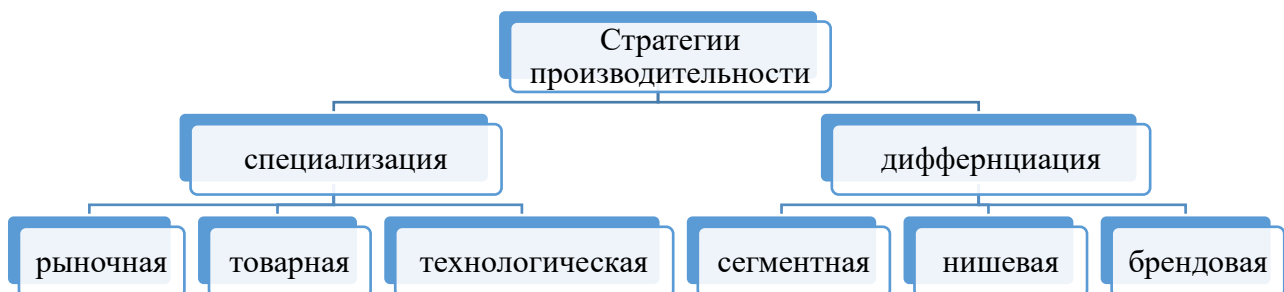 Стратегии
производительности
специализация
диффернциация
рыночная
товарная
технологическая
сегментная
нишевая
брендовая